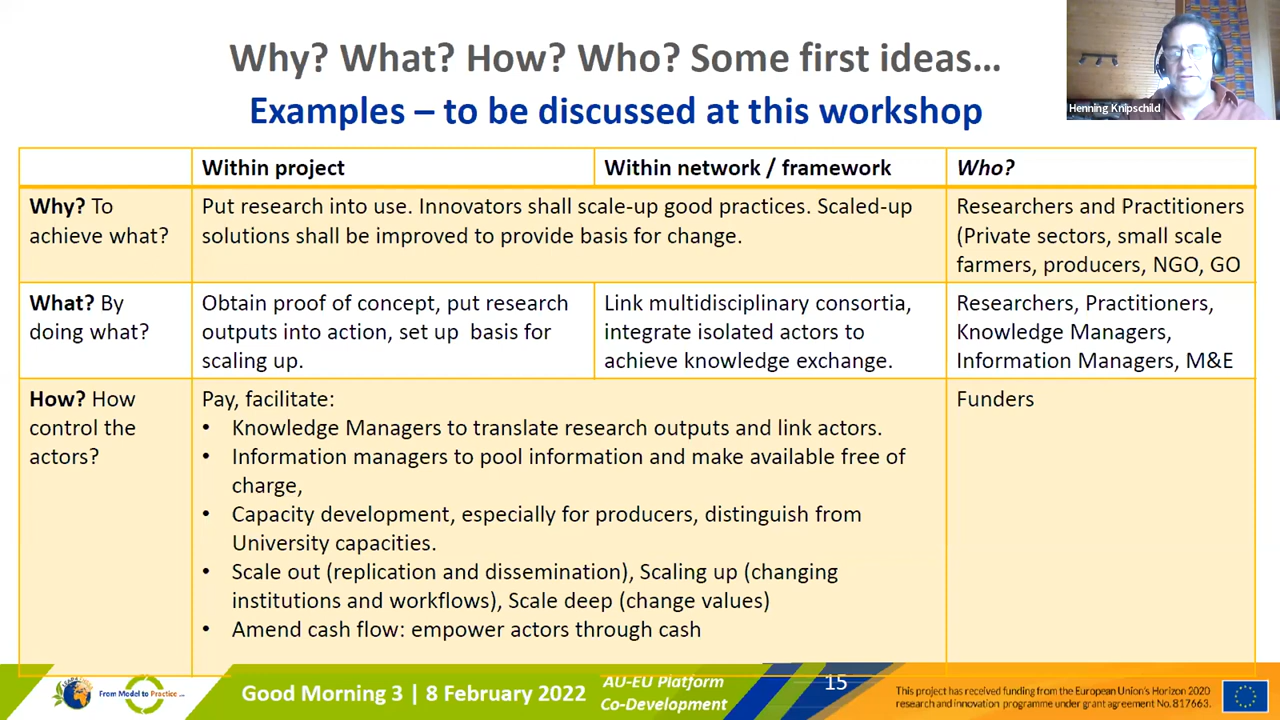 Why? What? How? Who? Some first ideas…
Examples – to be discussed at this workshop
Henning Knipschild
Within project
Within network / framework
Who?
Why? To
achieve what?
Put research into use. Innovators shall scale-up good practices. Scaled-up
solutions shall be improved to provide basis for change.
Researchers and Practitioners
(Private sectors, small scale
farmers, producers, NGO, GO
What? By
doing what?
Obtain proof of concept, put research
outputs into action, set up basis for
scaling up.
Link multidisciplinary consortia,
integrate isolated actors to
achieve knowledge exchange.
Researchers, Practitioners,
Knowledge Managers,
Information Managers, M&E
How? How
control the
actors?
Pay, facilitate:
• Knowledge Managers to translate research outputs and link actors.
• Information managers to pool information and make available free of
charge,
• Capacity development, especially for producers, distinguish from
University capacities.
• Scale out (replication and dissemination), Scaling up (changing
institutions and workflows), Scale deep (change values)
• Amend cash flow: empower actors through cash
Funders
From Model to Practice ...
Good Morning 3 | 8 February 2022
AU-EU Platform
Co-Development
15
This project has received funding from the European Union's Horizon 2020
research and innovation programme under grant agreement No.817663.